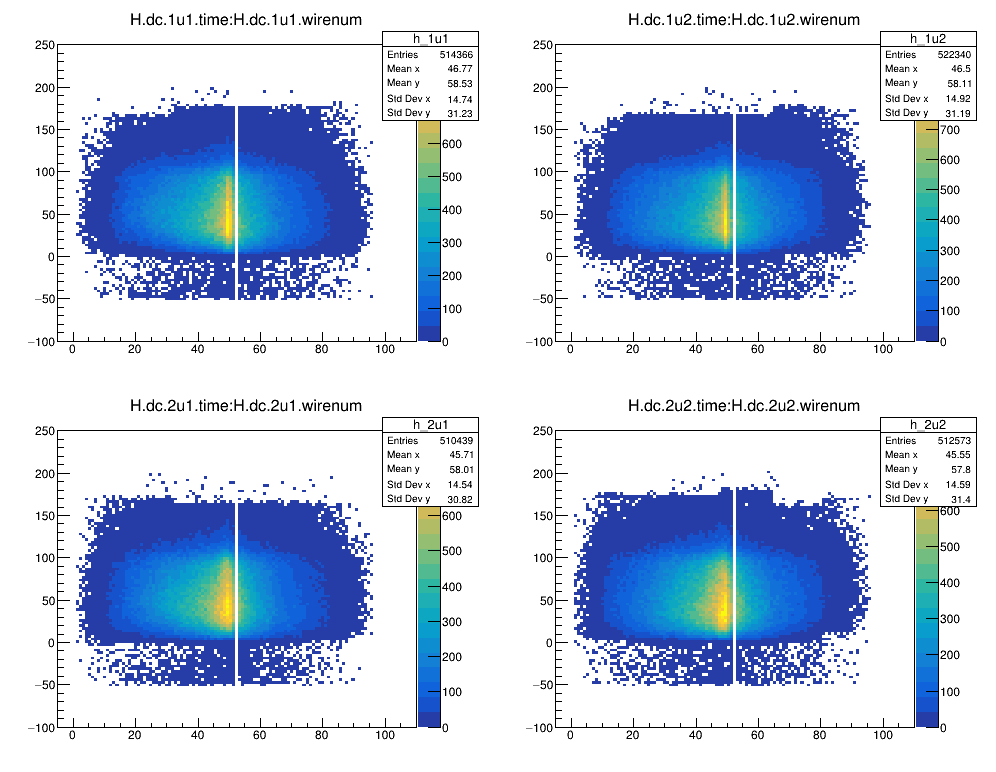 H.dc.1u1.time:H.dc.1u1.wirenum
h_1u1
Entries 514366
Mean x 46.77
Mean y 58.53
Std Dev x 14.74
Std Dev y 31.23
250
200
150
100
50
0
−50
−100
0 20 40 60 80 100
600
500
400
300
200
100
0
H.dc.1u2.time:H.dc.1u2.wirenum
h_1u2
Entries 522340
Mean x 46.5
Mean y 58.11
Std Dev x 14.92
Std Dev y 31.19
250
200
150
100
50
0
−50
−100
0 20 40 60 80 100
700
600
500
400
300
200
100
0
H.dc.2u1.time:H.dc.2u1.wirenum
h_2u1
Entries 510439
Mean x 45.71
Mean y 58.01
Std Dev x 14.54
Std Dev y 30.82
250
200
150
100
50
0
−50
−100
0 20 40 60 80 100
600
500
400
300
200
100
0
H.dc.2u2.time:H.dc.2u2.wirenum
h_2u2
Entries 512573
Mean x 45.55
Mean y 57.8
Std Dev x 14.59
Std Dev y 31.4
250
200
150
100
50
0
−50
−100
0 20 40 60 80 100
600
500
400
300
200
100
0